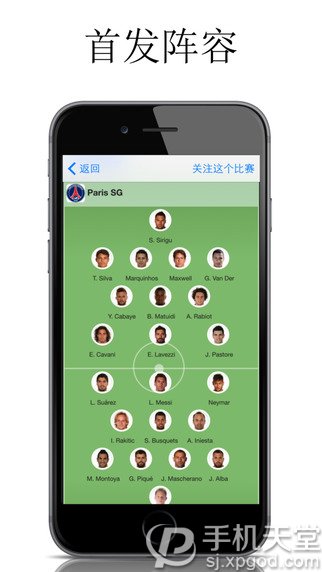 首发阵容
返回 关注这个比赛
Paris SG
S. Sirigu
T. Silva Marquinhos Maxwell G. Van Der
Y. Cabaye B. Matuidi A. Rabiot
E. Cavani E. Lavezzi J. Pastore
L. Suárez L. Messi Neymar
I. Rakitic S. Busquets A. Iniesta
M. Montoya G. Piqué J. Mascherano J. Alba
手机天堂
sj.xpgod.com